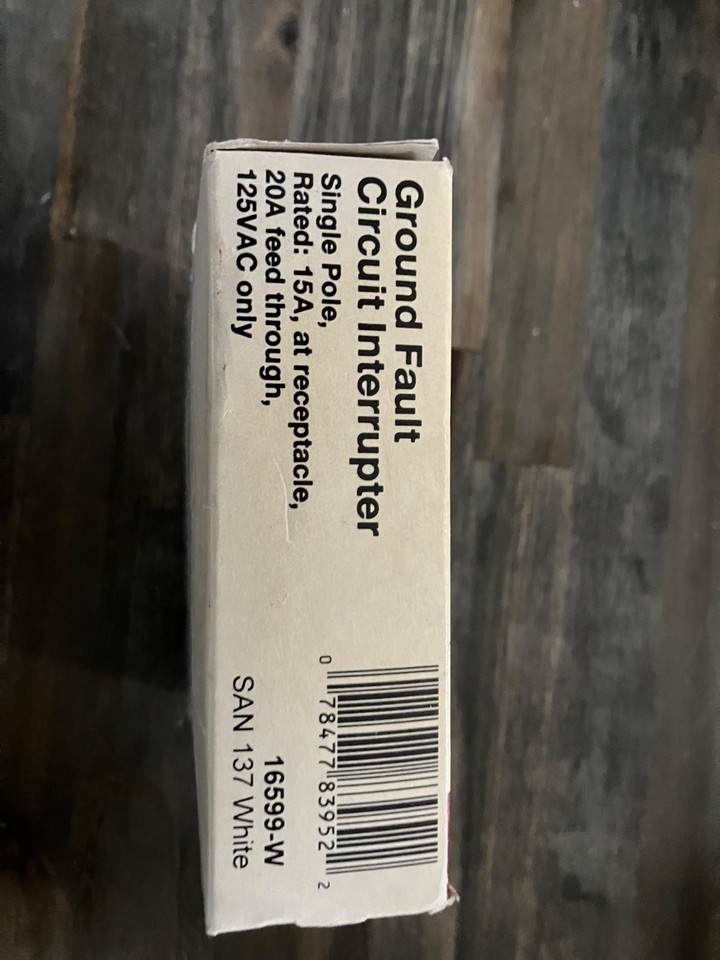 Ground Fault
Circuit Interrupter
Single Pole,
Rated: 15A, at receptacle,
20A feed through,
125VAC only
0 78477 83952 2
16599-W
SAN 137 White